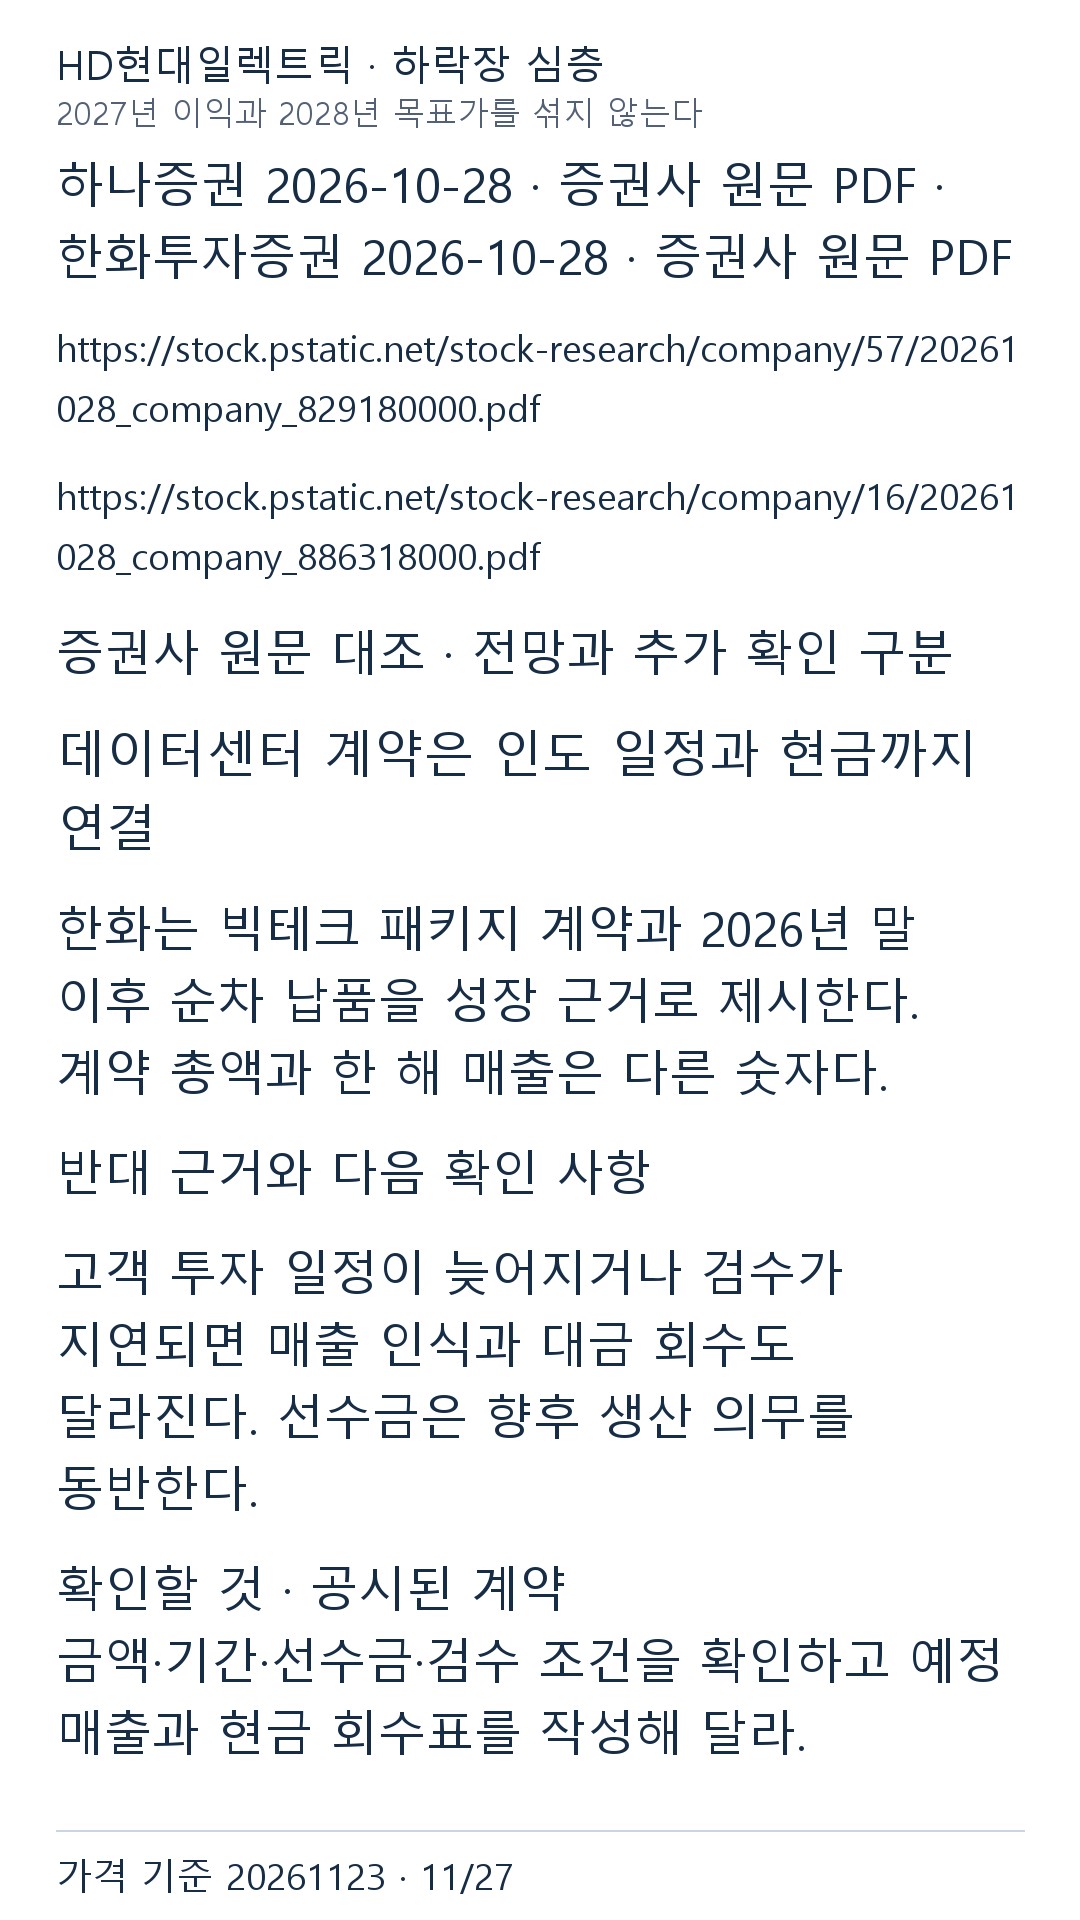 HD현대일렉트릭 · 하락장 심층
2027년 이익과 2028년 목표가를 섞지 않는다
하나증권 2026-10-28 · 증권사 원문 PDF ·
한화투자증권 2026-10-28 · 증권사 원문 PDF
https://stock.pstatic.net/stock-research/company/57/20261
028_company_829180000.pdf
https://stock.pstatic.net/stock-research/company/16/20261
028_company_886318000.pdf
증권사 원문 대조 · 전망과 추가 확인 구분
데이터센터 계약은 인도 일정과 현금까지
연결
한화는 빅테크 패키지 계약과 2026년 말
이후 순차 납품을 성장 근거로 제시한다.
계약 총액과 한 해 매출은 다른 숫자다.
반대 근거와 다음 확인 사항
고객 투자 일정이 늦어지거나 검수가
지연되면 매출 인식과 대금 회수도
달라진다. 선수금은 향후 생산 의무를
동반한다.
확인할 것 · 공시된 계약
금액·기간·선수금·검수 조건을 확인하고 예정
매출과 현금 회수표를 작성해 달라.
가격 기준 20261123 · 11/27